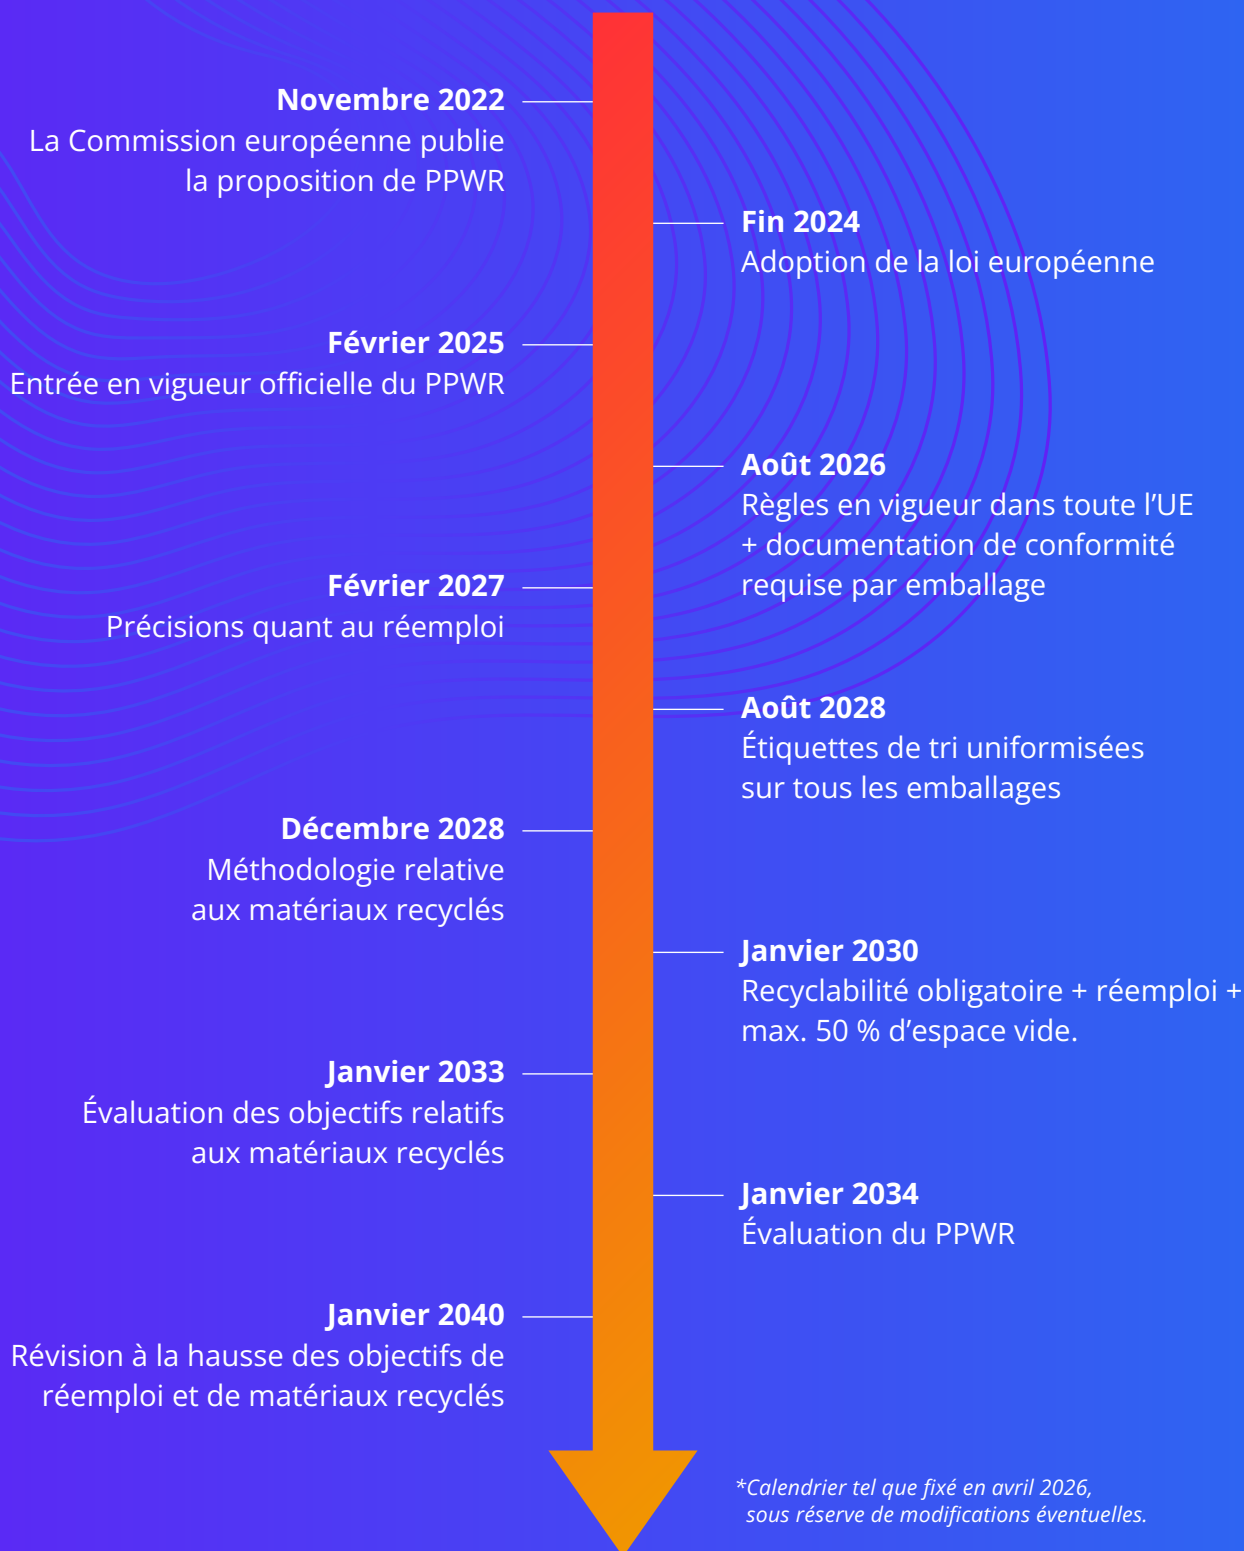 Novembre 2022
La Commission européenne publie
la proposition de PPWR
Fin 2024
Adoption de la loi européenne
Février 2025
Entrée en vigueur officielle du PPWR
Août 2026
Règles en vigueur dans toute l’UE
+ documentation de conformité
requise par emballage
Février 2027
Précisions quant au réemploi
Août 2028
Étiquettes de tri uniformisées
sur tous les emballages
Décembre 2028
Méthodologie relative
aux matériaux recyclés
Janvier 2030
Recyclabilité obligatoire + réemploi +
max. 50 % d’espace vide.
Janvier 2033
Évaluation des objectifs relatifs
aux matériaux recyclés
Janvier 2034
Évaluation du PPWR
Janvier 2040
Révision à la hausse des objectifs de
réemploi et de matériaux recyclés
*Calendrier tel que fixé en avril 2026,
sous réserve de modifications éventuelles.